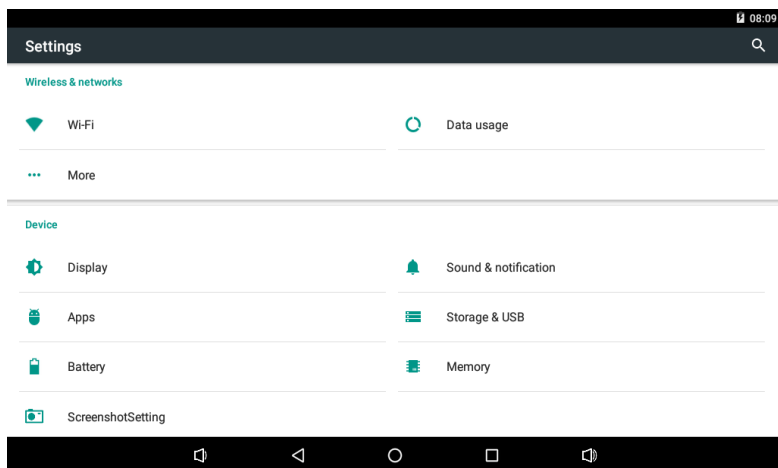 08:09
Settings
Wireless & networks
Wi-Fi
Data usage
More
Device
Display
Sound & notification
Apps
Storage & USB
Battery
Memory
ScreenshotSetting